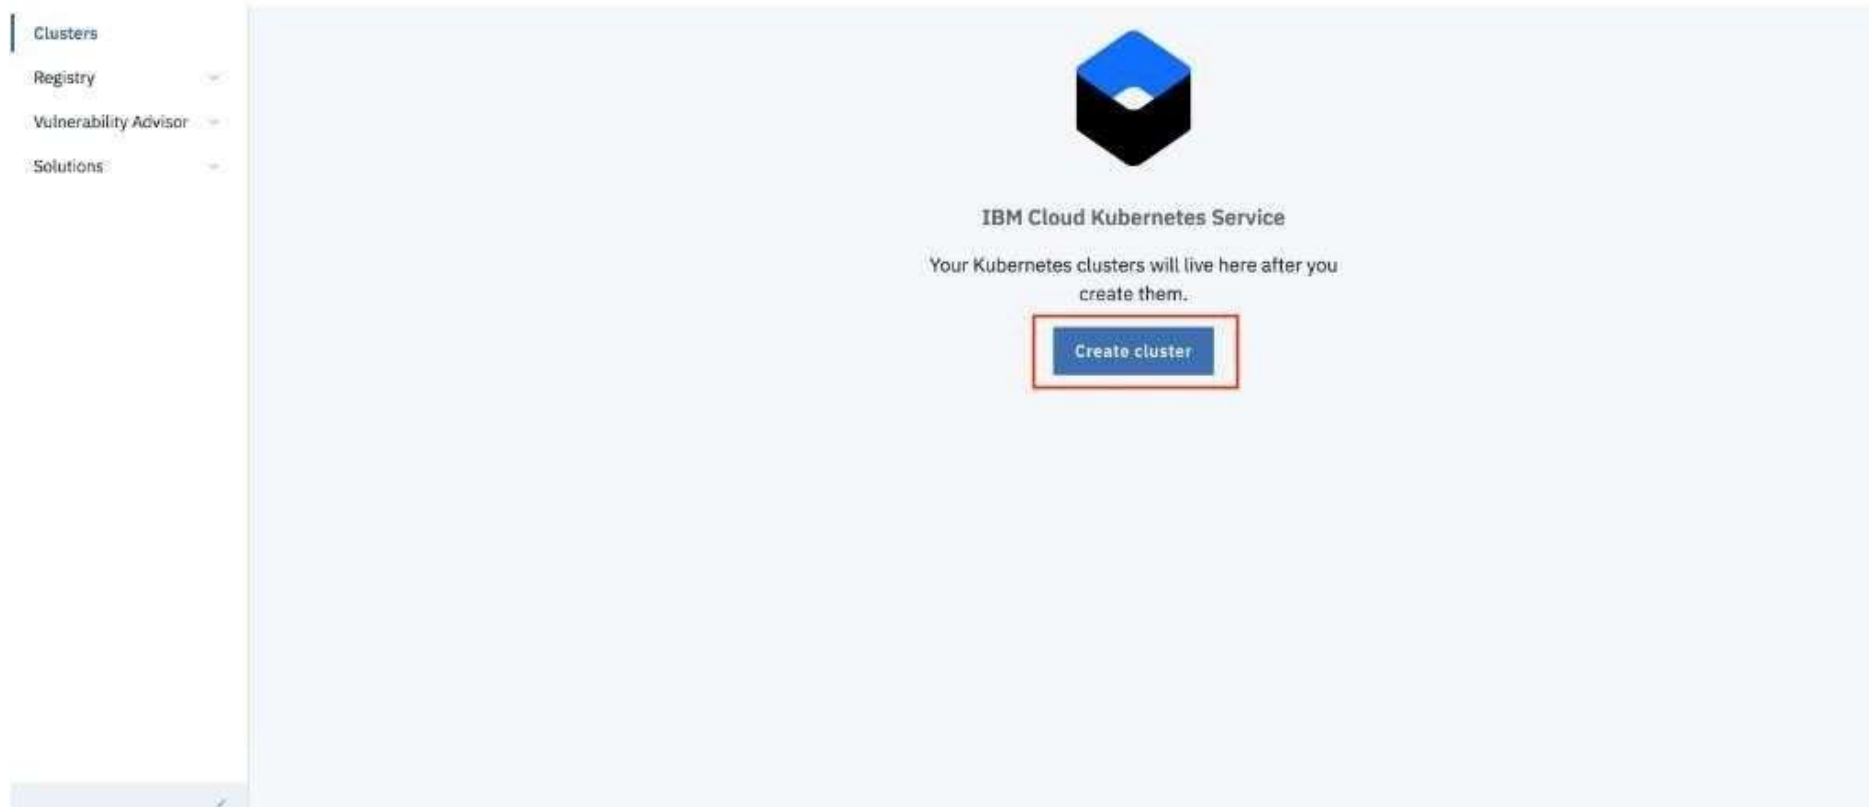 Clusters
Registry
Vulnerability Advisor
Solutions
IBM Cloud Kubernetes Service
Your Kubernetes clusters will live here after you
create them.
Create cluster